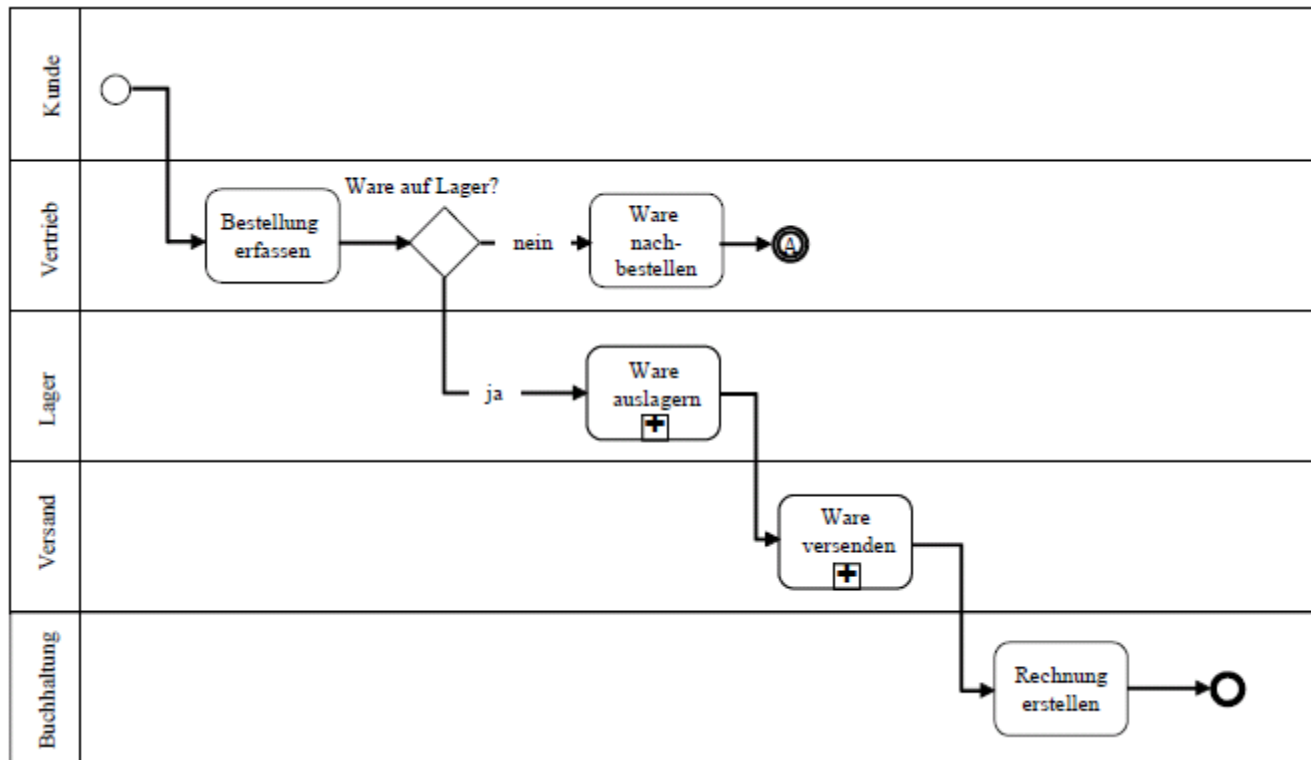 Kunde
Vertrieb
Bestellung
erfassen
Ware auf Lager?
nein
Ware
nach-
bestellen
A
Lager
ja
Ware
auslagern
Versand
Ware
versenden
Buchhaltung
Rechnung
erstellen